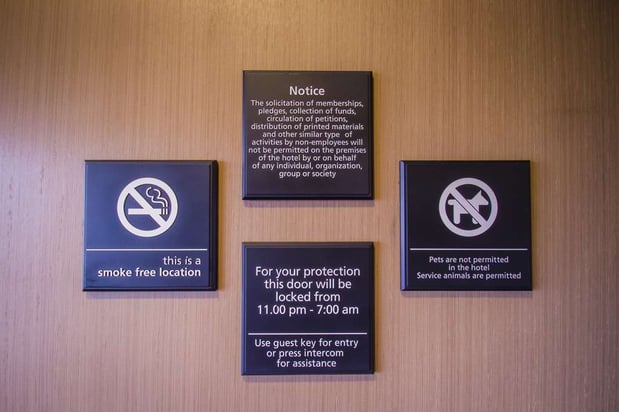 Notice
The solicitation of memberships,
pledges, collection of funds,
circulation of petitions,
distribution of printed materials
and other similar type of
activities by non-employees will
not be permitted on the premises
of the hotel by or on behalf
of any individual, organization,
group or society
this is a
smoke free location
Pets are not permitted
in the hotel
Service animals are permitted
For your protection
this door will be
locked from
11.00 pm - 7:00 am
Use guest key for entry
or press intercom
for assistance